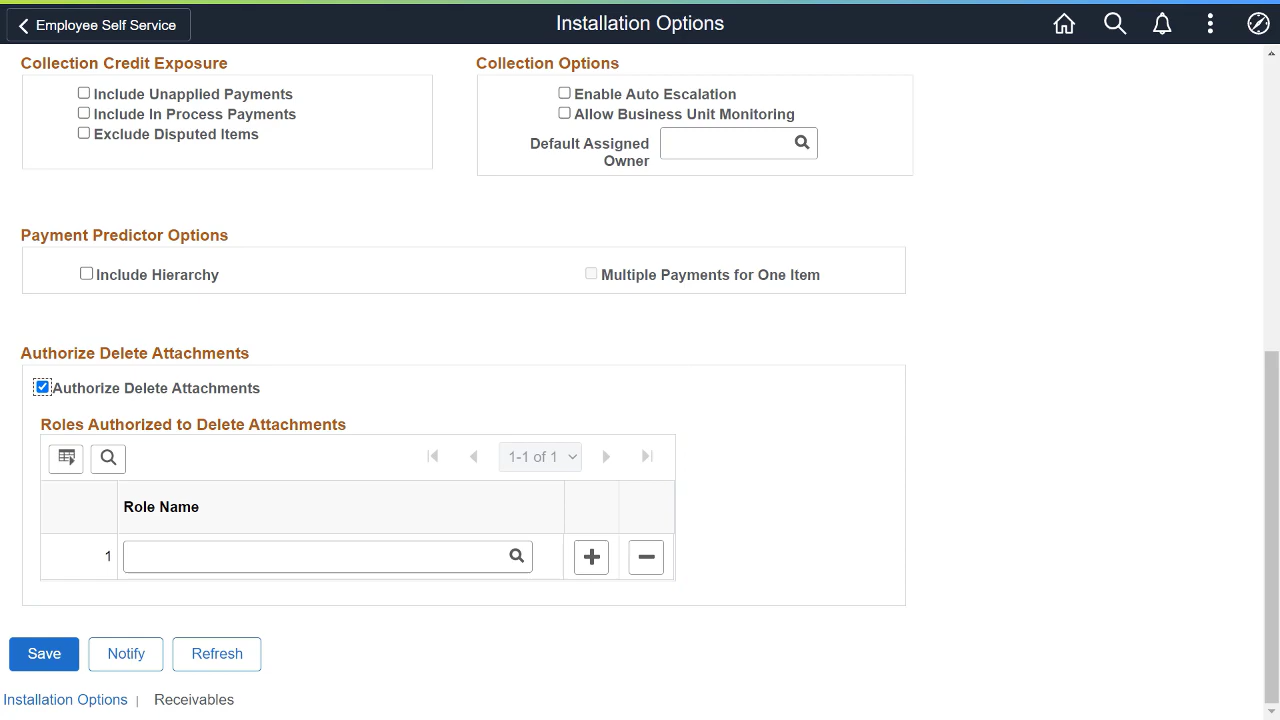 Employee Self Service
Installation Options
Collection Credit Exposure
Include Unapplied Payments
Include In Process Payments
Exclude Disputed Items
Collection Options
Enable Auto Escalation
Allow Business Unit Monitoring
Default Assigned
Owner
Payment Predictor Options
Include Hierarchy
Multiple Payments for One Item
Authorize Delete Attachments
Authorize Delete Attachments
Roles Authorized to Delete Attachments
1-1 of 1
Role Name
1
Save
Notify
Refresh
Installation Options | Receivables